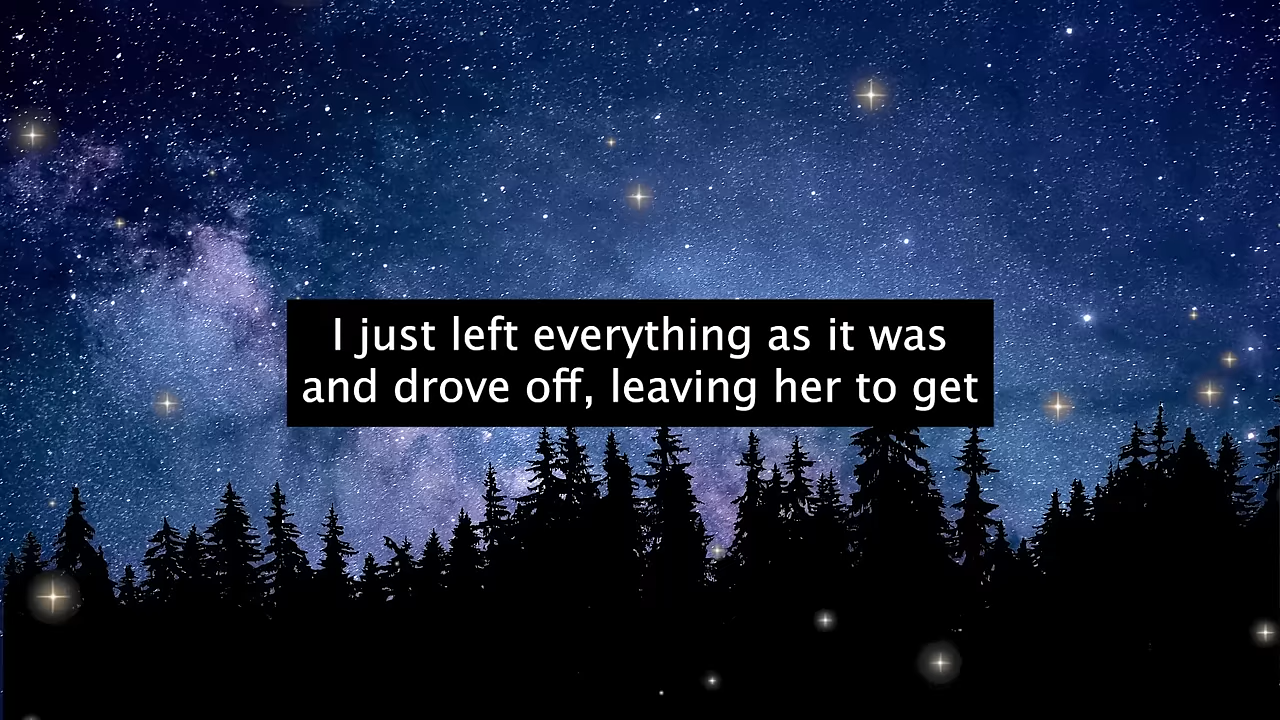 I just left everything as it was
and drove off, leaving her to get